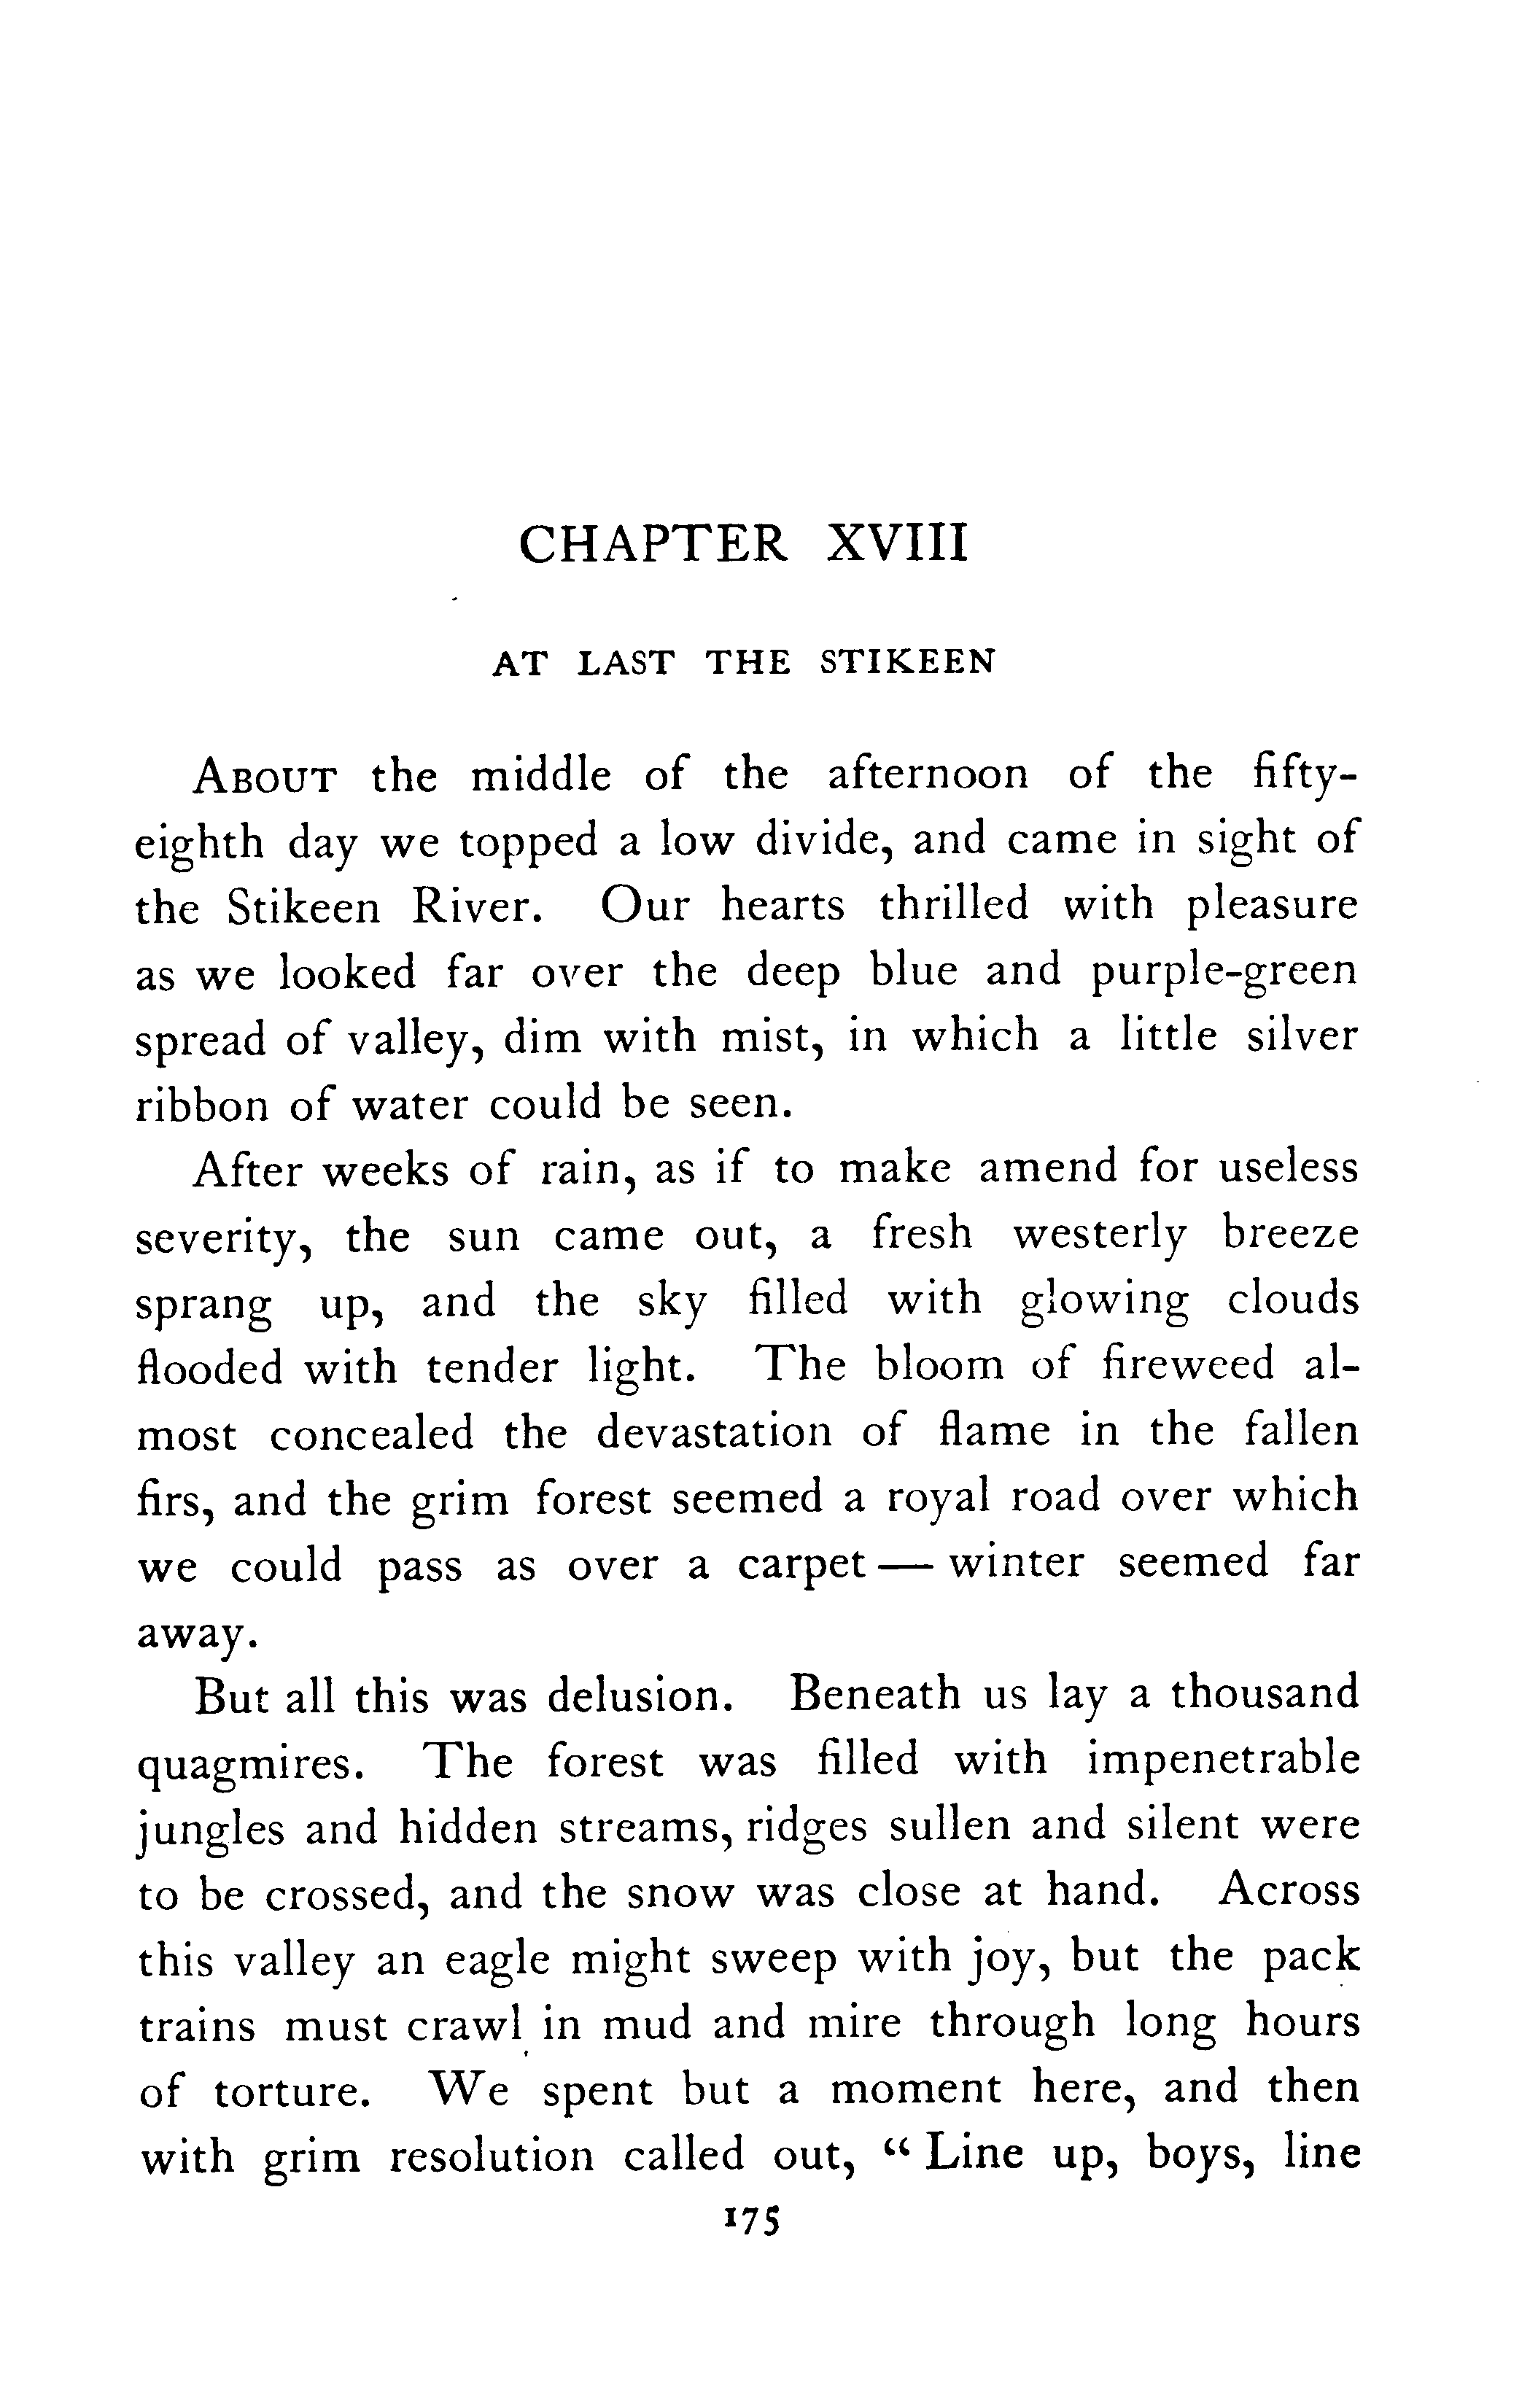 CHAPTER XVIII
AT LAST THE STIKEEN
About the middle of the afternoon of the fifty-
eighth day we topped a low divide, and came in sight of
the Stikeen River. Our hearts thrilled with pleasure
as we looked far over the deep blue and purple-green
spread of valley, dim with mist, in which a little silver
ribbon of water could be seen.
After weeks of rain, as if to make amend for useless
severity, the sun came out, a fresh westerly breeze
sprang up, and the sky filled with glowing clouds
flooded with tender light. The bloom of fireweed al-
most concealed the devastation of flame in the fallen
firs, and the grim forest seemed a royal road over which
we could pass as over a carpet — winter seemed far
away.
But all this was delusion. Beneath us lay a thousand
quagmires. The forest was filled with impenetrable
jungles and hidden streams, ridges sullen and silent were
to be crossed, and the snow was close at hand. Across
this valley an eagle might sweep with joy, but the pack
trains must crawl in mud and mire through long hours
of torture. We spent but a moment here, and then
with grim resolution called out, “ Line up, boys, line
175